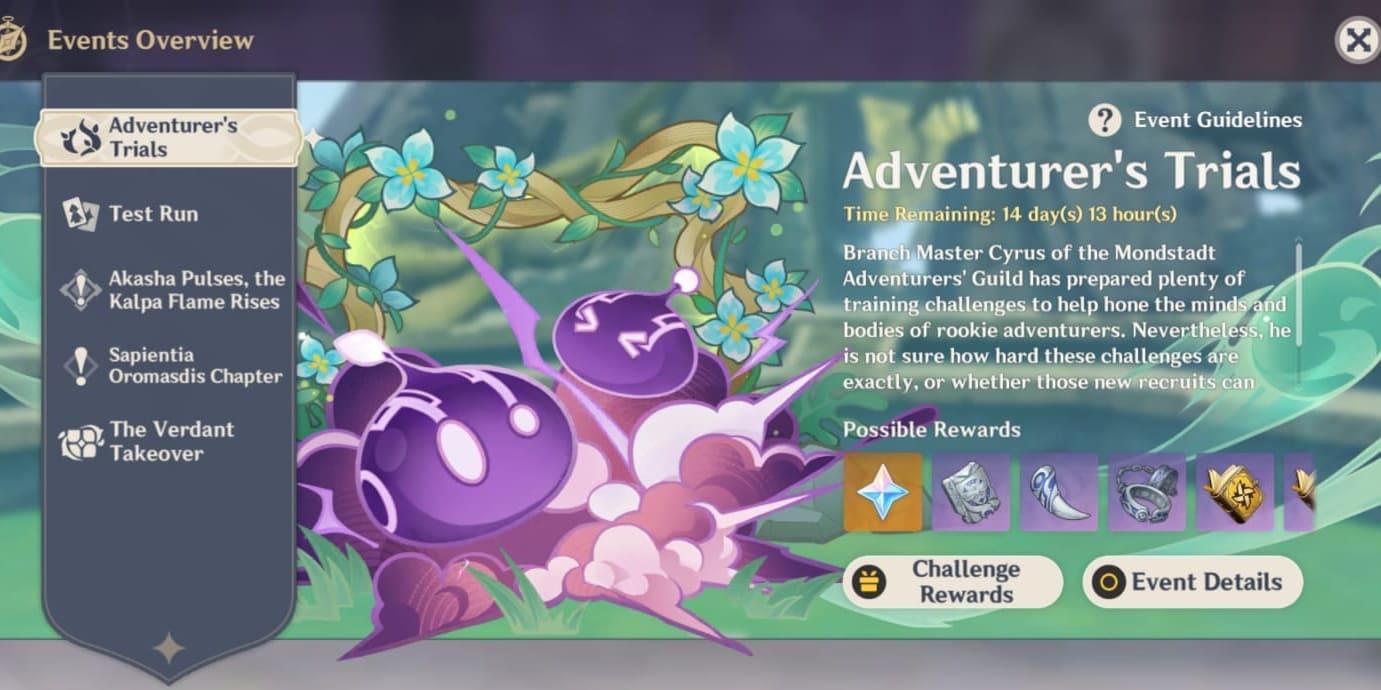 Events Overview
Adventurer's
Trials
Test Run
Akasha Pulses, the
Kalpa Flame Rises
Sapientia
Oromasdis Chapter
The Verdant
Takeover
? Event Guidelines
Adventurer's Trials
Time Remaining: 14 day(s) 13 hour(s)
Branch Master Cyrus of the Mondstadt
Adventurers' Guild has prepared plenty of
training challenges to help hone the minds and
bodies of rookie adventurers. Nevertheless, he
is not sure how hard these challenges are
exactly, or whether those new recruits can
Possible Rewards
Challenge
Rewards
Event Details